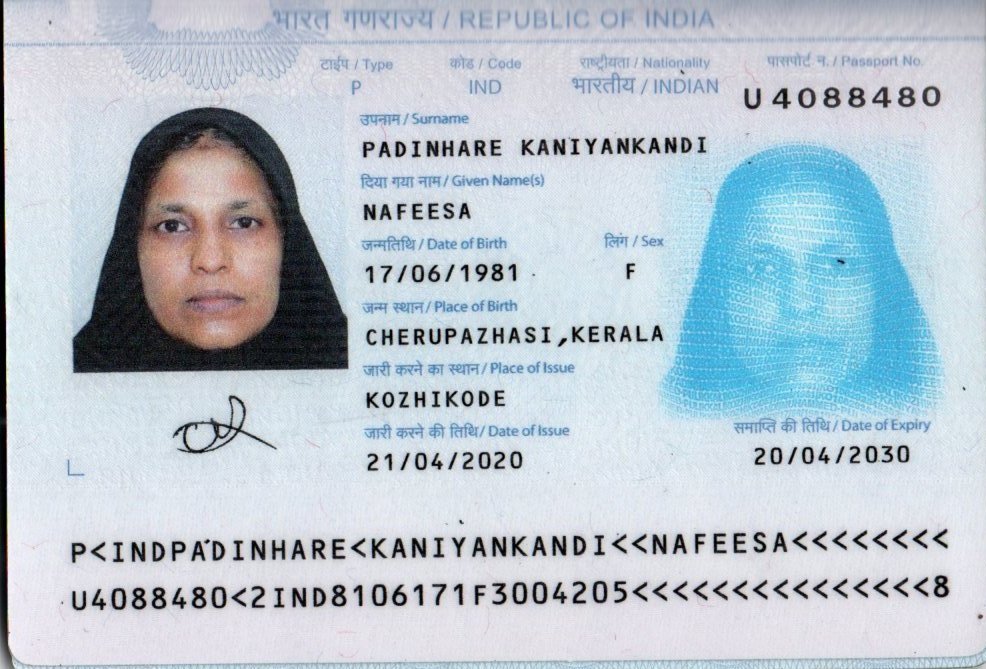 भारत गणराज्य / REPUBLIC OF INDIA
टाईप / Type कोड / Code राष्ट्रीयता / Nationality पासपोर्ट न. / Passport No.
P IND भारतीय / INDIAN U4088480
उपनाम / Surname
PADINHARE KANIYANKANDI
दिया गया नाम / Given Name(s)
NAFEESA
जन्मतिथि / Date of Birth लिंग / Sex
17/06/1981 F
जन्म स्थान / Place of Birth
CHERUPAZHASI,KERALA
जारी करने का स्थान / Place of Issue
KOZHIKODE
जारी करने की तिथि / Date of Issue समाप्ति की तिथि / Date of Expiry
21/04/2020 20/04/2030
P<INDPADINHARE<KANIYANKANDI<<NAFEESA<<<<<<<<
U4088480<2IND8106171F3004205<<<<<<<<<<<<<<<8